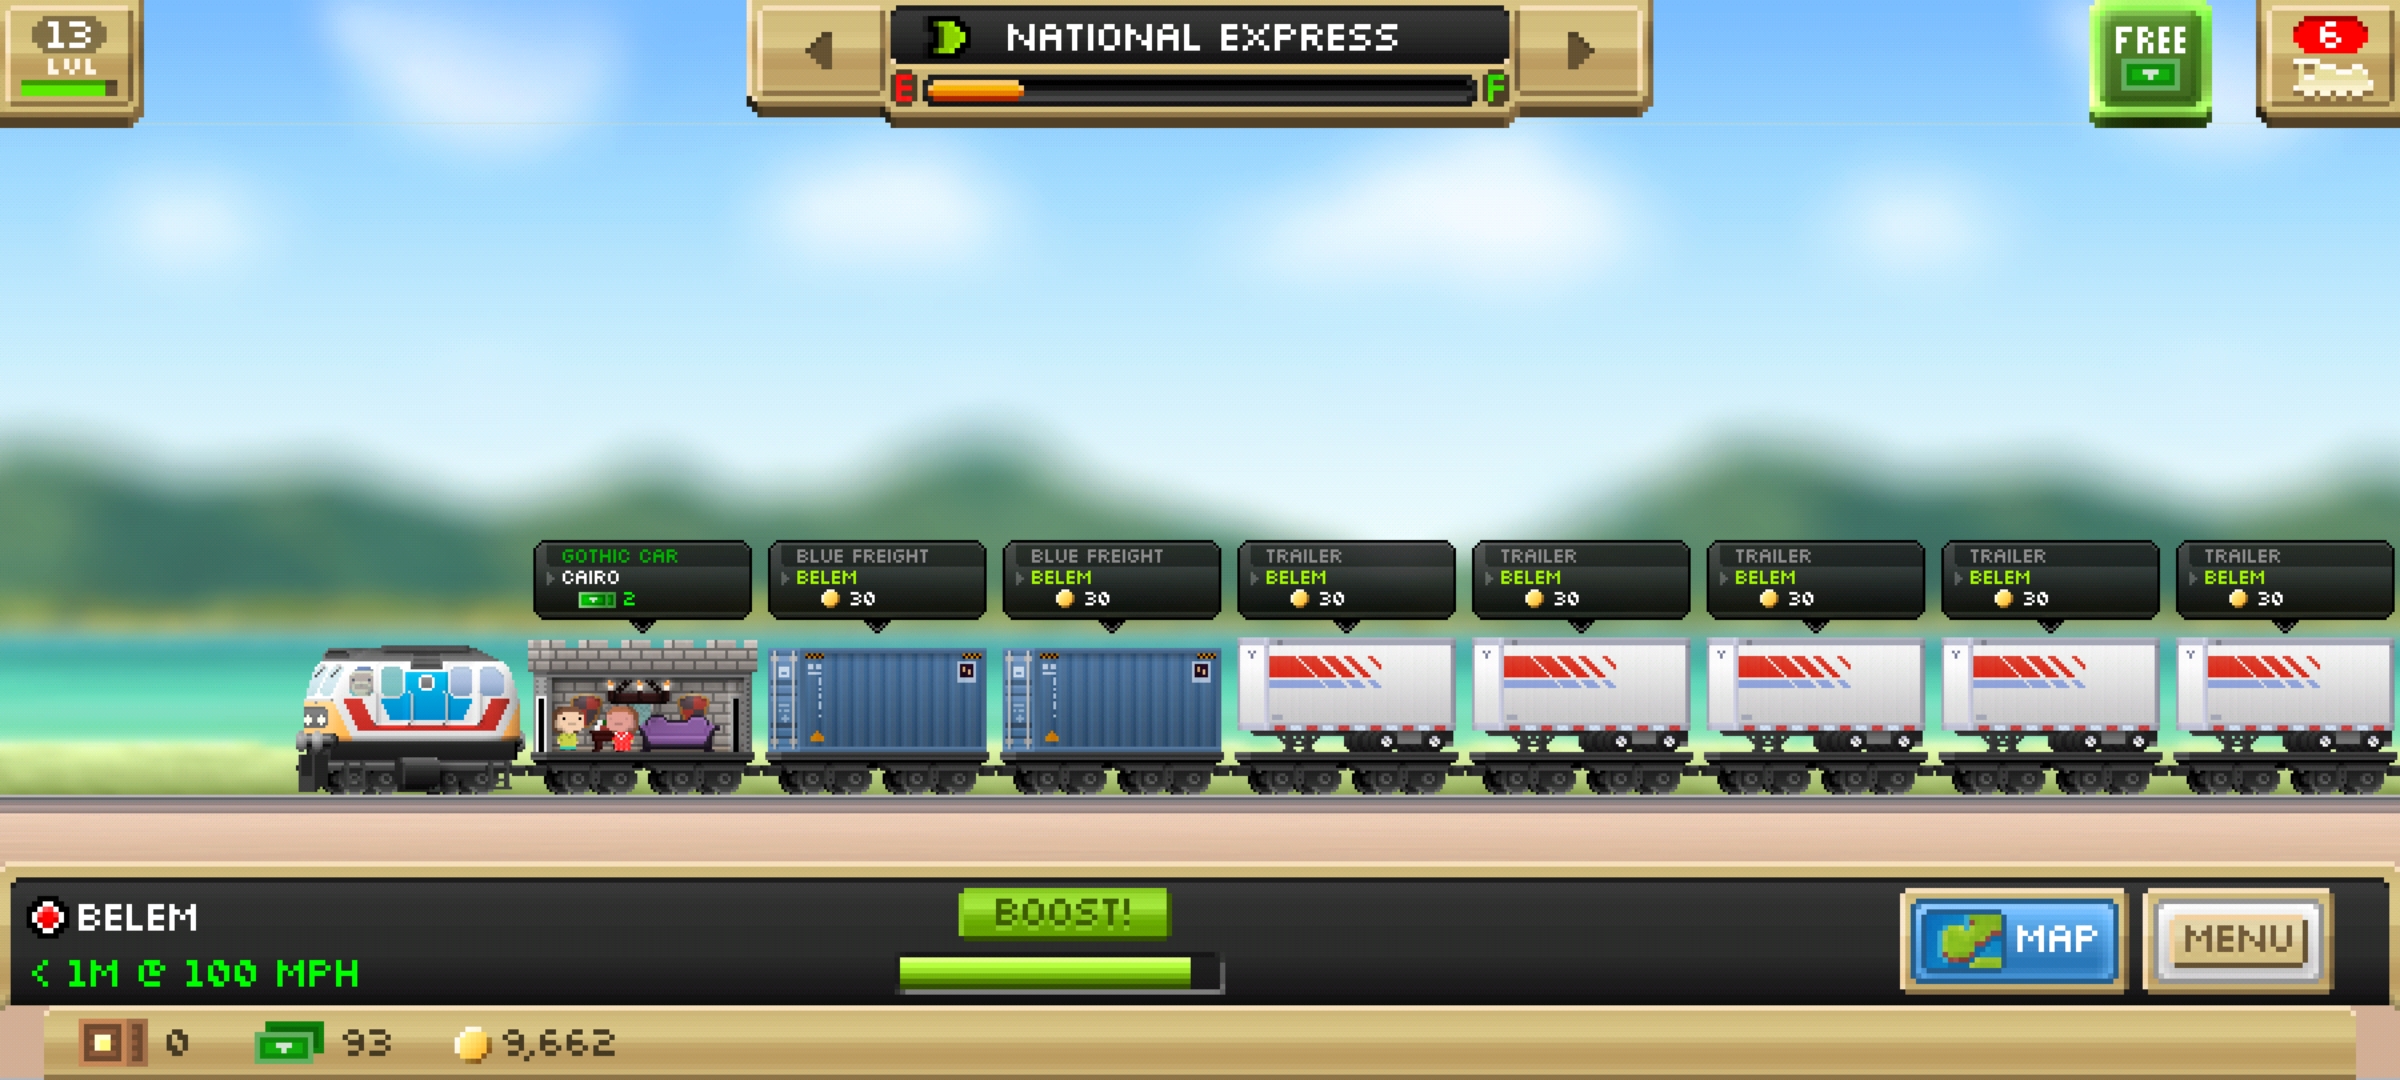 13
LVL
NATIONAL EXPRESS
E F
FREE
6
GOTHIC CAR
CAIRO
2
BLUE FREIGHT
BELEM
30
BLUE FREIGHT
BELEM
30
TRAILER
BELEM
30
TRAILER
BELEM
30
TRAILER
BELEM
30
TRAILER
BELEM
30
TRAILER
BELEM
30
BELEM
< 1M @ 100 MPH
BOOST!
MAP
MENU
0
93
9,662